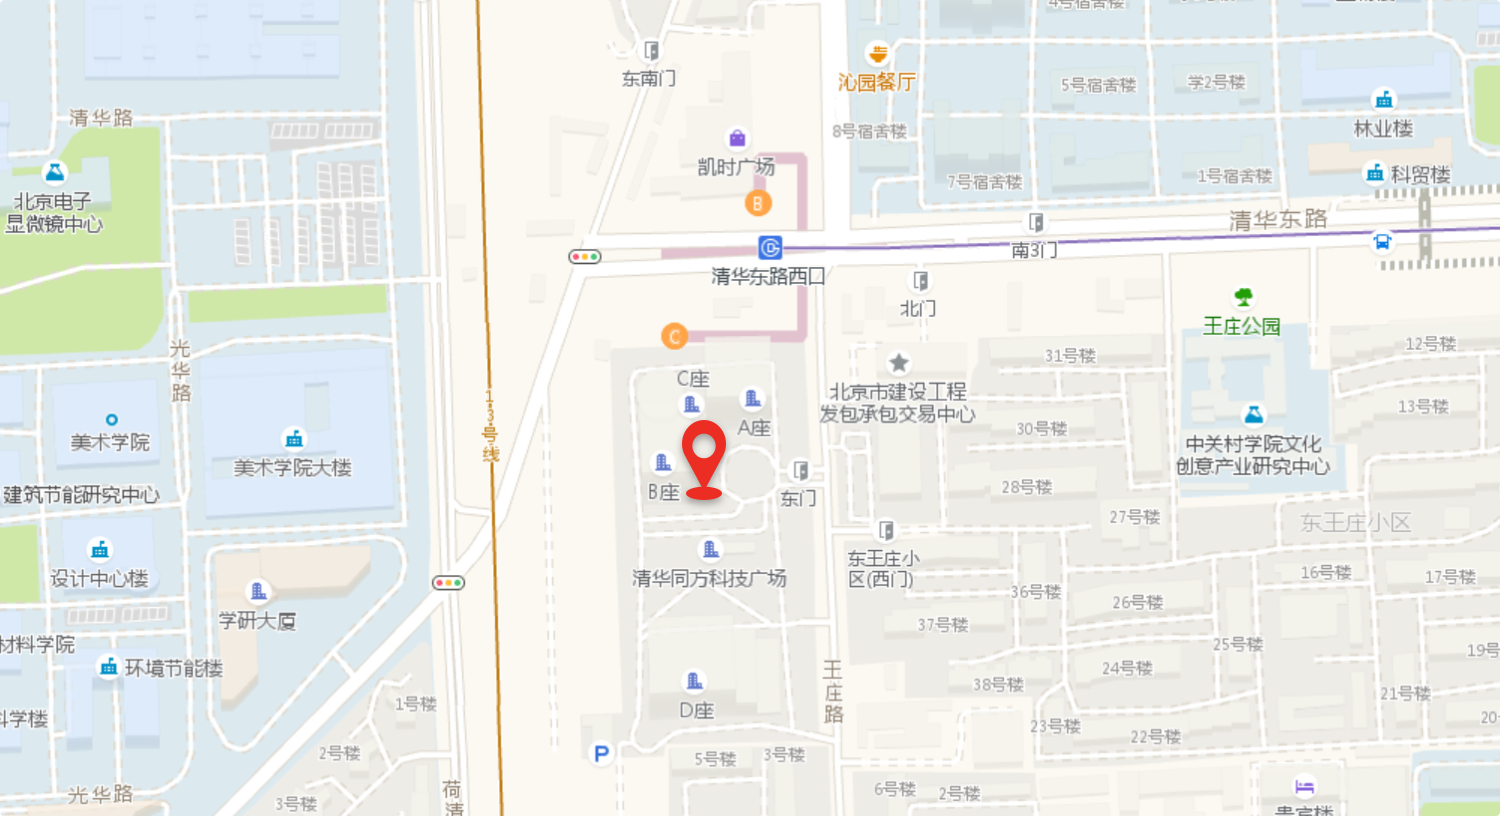 4号宿舍楼
东南门
沁园餐厅
5号宿舍楼
学2号楼
清华路
8号宿舍楼
林业楼
凯时广场
7号宿舍楼
1号宿舍楼
科贸楼
北京电子
显微镜中心
B
清华东路
南3门
清华东路西口
北门
王庄公园
C
光华路
31号楼
12号楼
C座
北京市建设工程
发包承包交易中心
A座
13号楼
13号线
30号楼
美术学院
美术学院大楼
中关村学院文化
创意产业研究中心
建筑节能研究中心
B座
东门
28号楼
27号楼
东王庄小区
设计中心楼
清华同方科技广场
东王庄小
区(西门)
16号楼
17号楼
36号楼
26号楼
学研大厦
37号楼
材料学院
25号楼
19号
环境节能楼
24号楼
38号楼
21号楼
1号楼
D座
王庄路
科学楼
23号楼
22号楼
20
2号楼
P
5号楼
3号楼
光华路
3号楼
荷清
6号楼
2号楼
贵宾楼